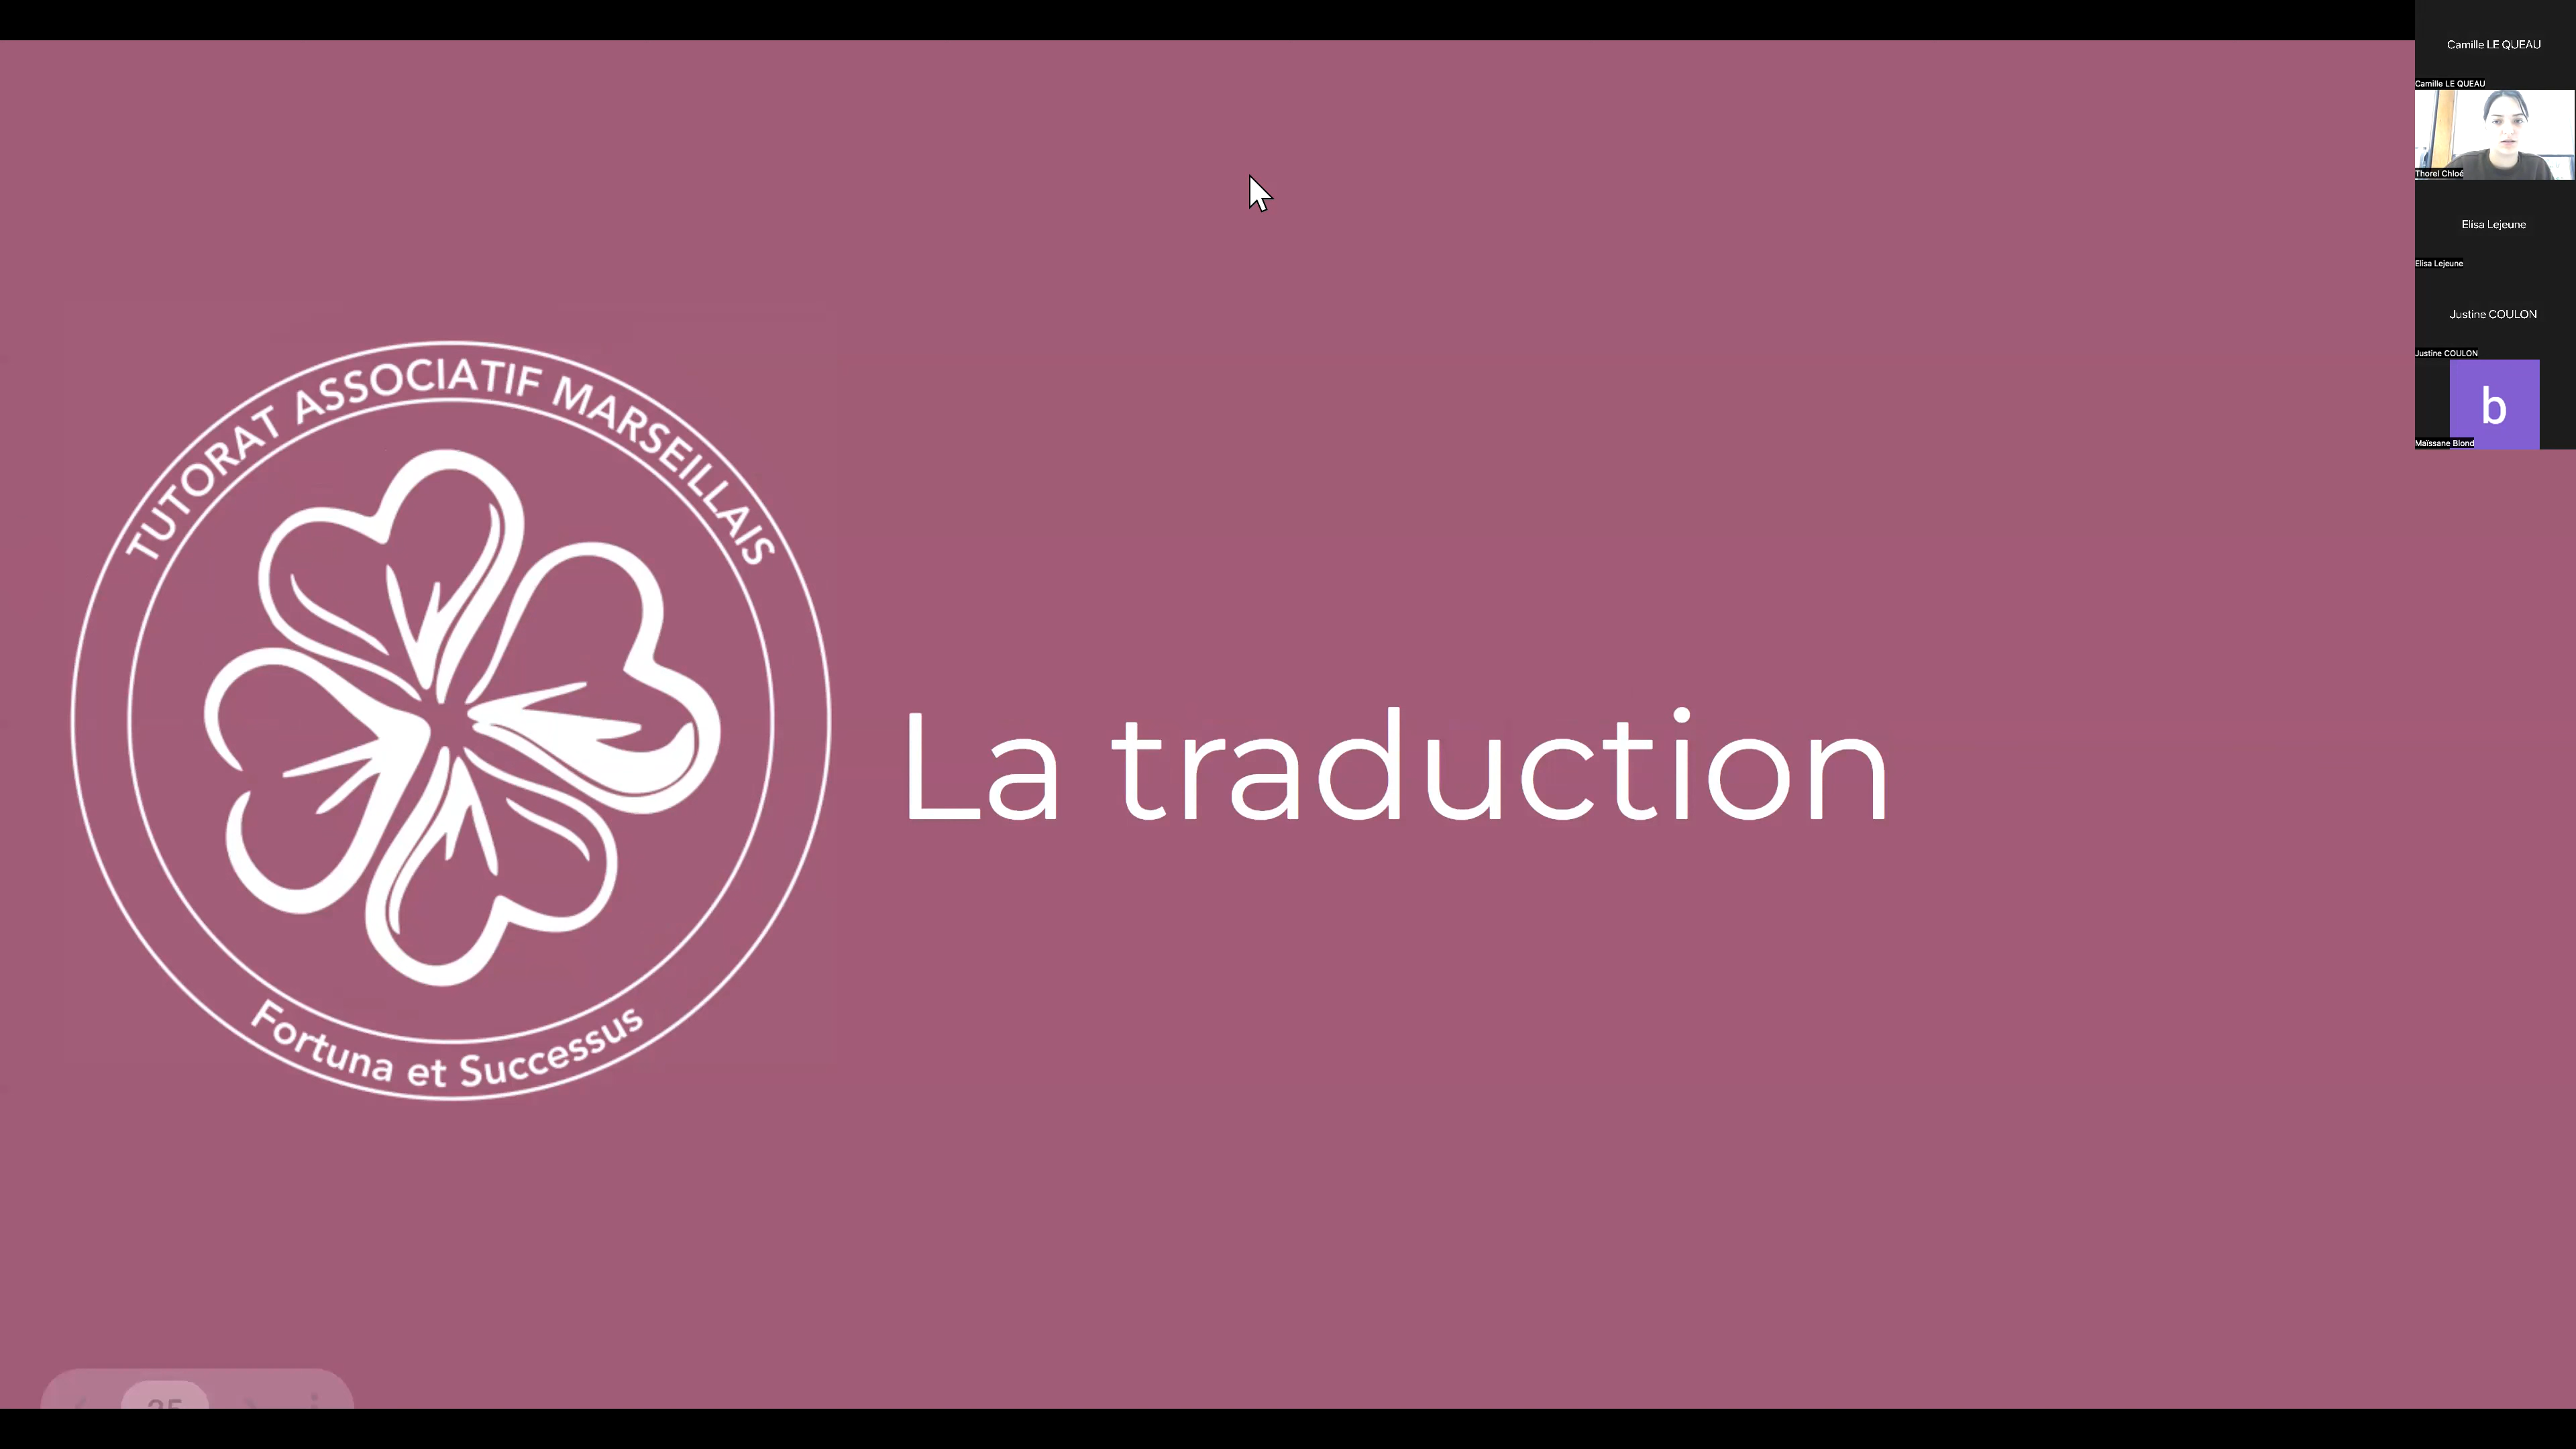 TUTORAT ASSOCIATIF MARSEILLAIS
Fortuna et Successus
La traduction
Camille LE QUEAU
Camille LE QUEAU
Thorel Chloé
Elisa Lejeune
Elisa Lejeune
Justine COULON
Justine COULON
b
Maïssane Blond